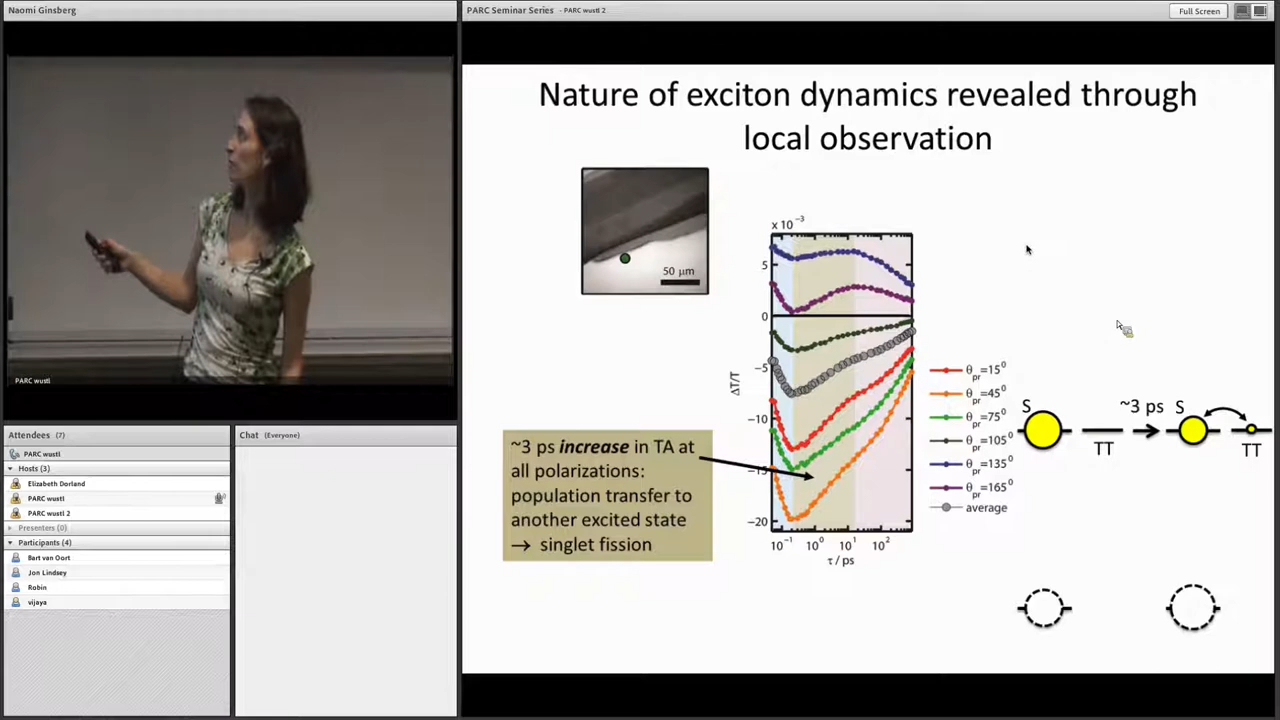 Naomi Ginsberg
PARC Seminar Series - PARC wustl 2
Full Screen
PARC wustl
Attendees (7)
PARC wustl
Hosts (3)
Elizabeth Dorland
PARC wustl
PARC wustl 2
Presenters (0)
Participants (4)
Bart van Oort
Jon Lindsey
Robin
vijaya
Chat (Everyone)
Nature of exciton dynamics revealed through
local observation
50 μm
x 10⁻³
5
0
−5
−10
−15
−20
ΔT/T
10⁻¹ 10⁰ 10¹ 10²
τ / ps
~3 ps increase in TA at
all polarizations:
population transfer to
another excited state
→ singlet fission
θpr=15⁰
θpr=45⁰
θpr=75⁰
θpr=105⁰
θpr=135⁰
θpr=165⁰
average
S
TT
~3 ps
S
TT